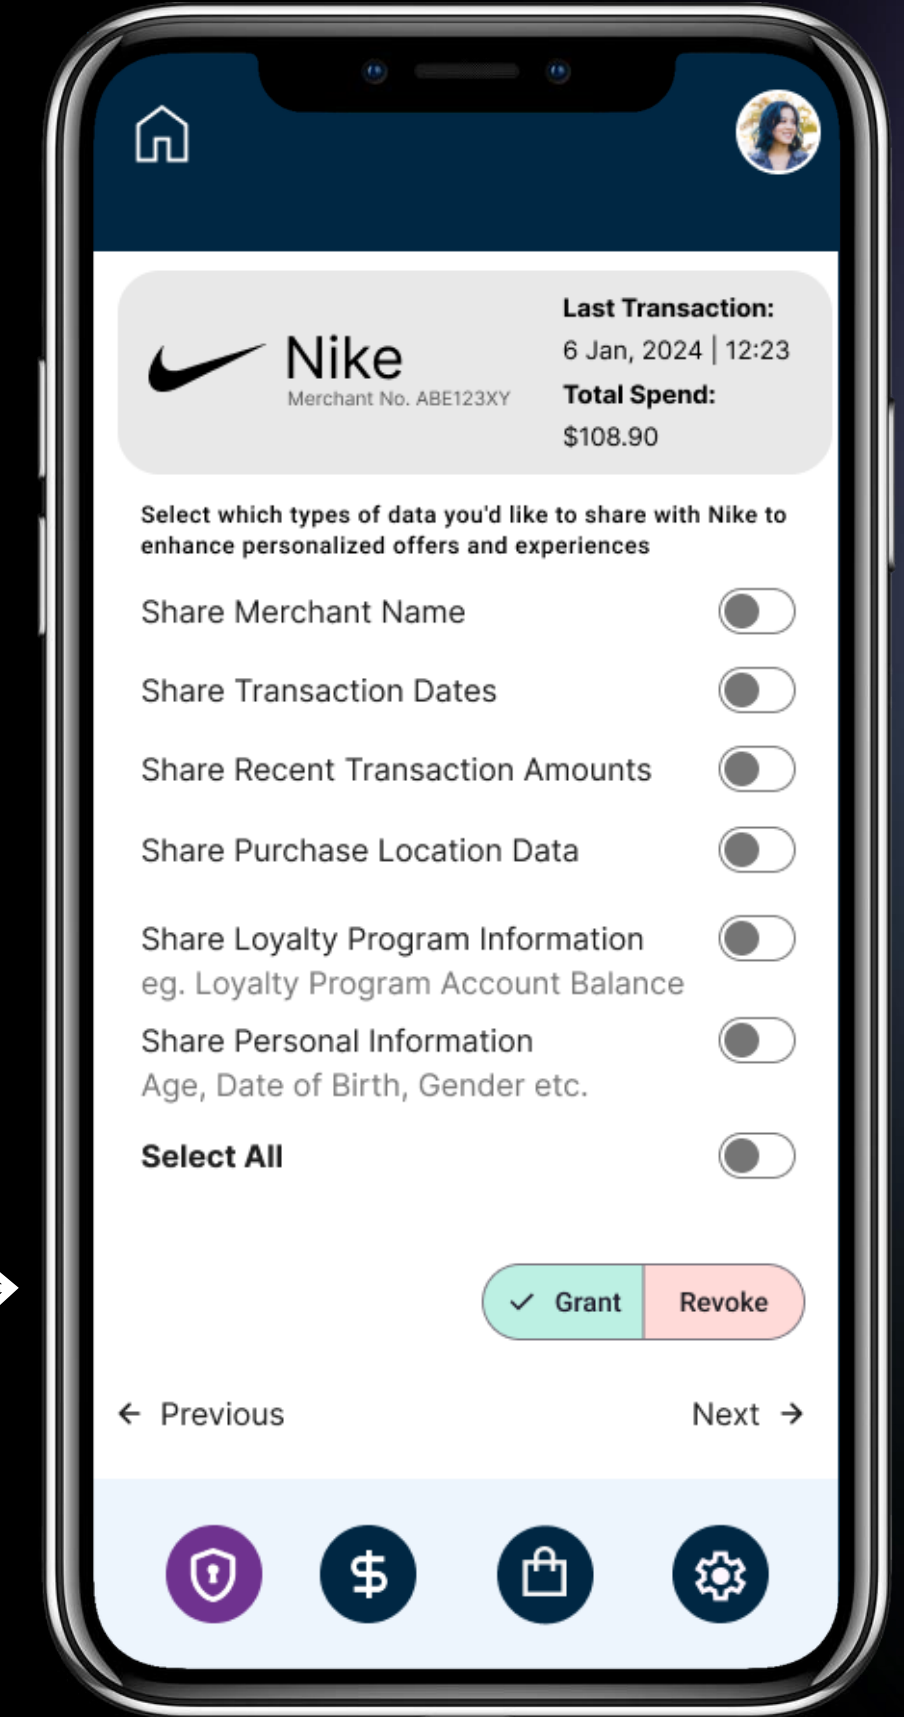 Nike
Merchant No. ABE123XY
Last Transaction:
6 Jan, 2024 | 12:23
Total Spend:
$108.90
Select which types of data you'd like to share with Nike to
enhance personalized offers and experiences
Share Merchant Name
Share Transaction Dates
Share Recent Transaction Amounts
Share Purchase Location Data
Share Loyalty Program Information
eg. Loyalty Program Account Balance
Share Personal Information
Age, Date of Birth, Gender etc.
Select All
Grant
Revoke
← Previous
Next →
$